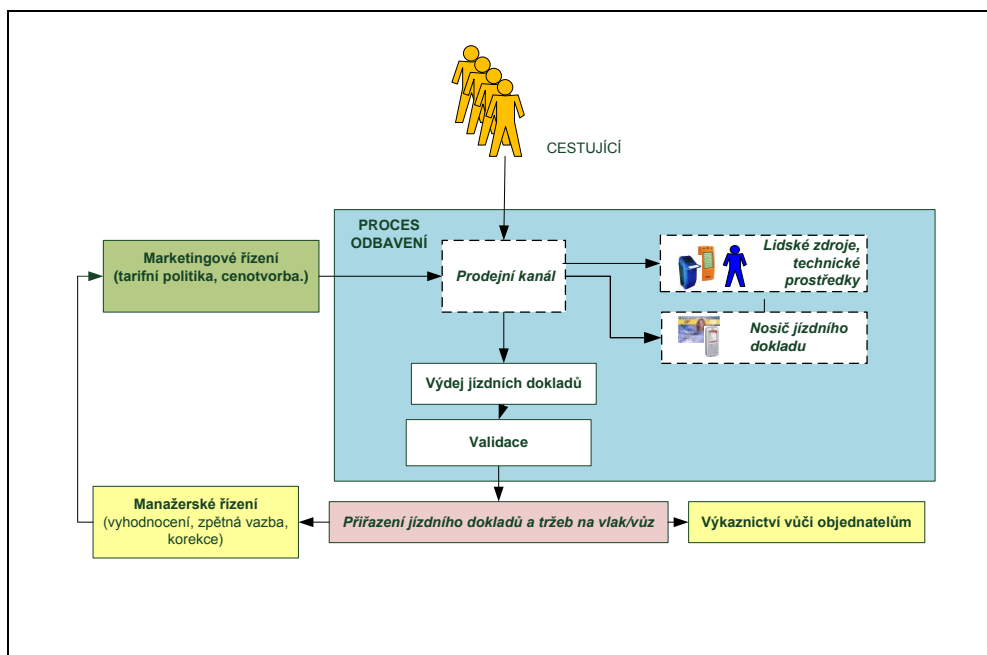 CESTUJÍCÍ
PROCES
ODBAVENÍ
Marketingové řízení
(tarifní politika, cenotvorba.)
Prodejní kanál
Lidské zdroje,
technické
prostředky
Nosič jízdního
dokladu
Výdej jízdních dokladů
Validace
Manažerské řízení
(vyhodnocení, zpětná vazba,
korekce)
Přiřazení jízdního dokladů a tržeb na vlak/vůz
Výkaznictví vůči objednatelům